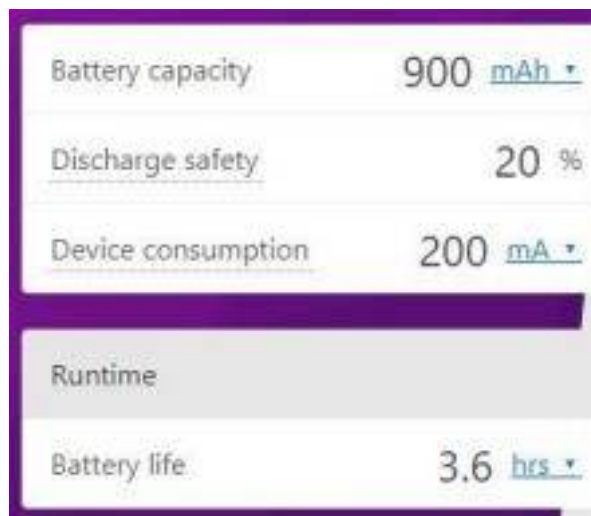 Battery capacity 900 mAh
Discharge safety 20 %
Device consumption 200 mA
Runtime
Battery life 3.6 hrs